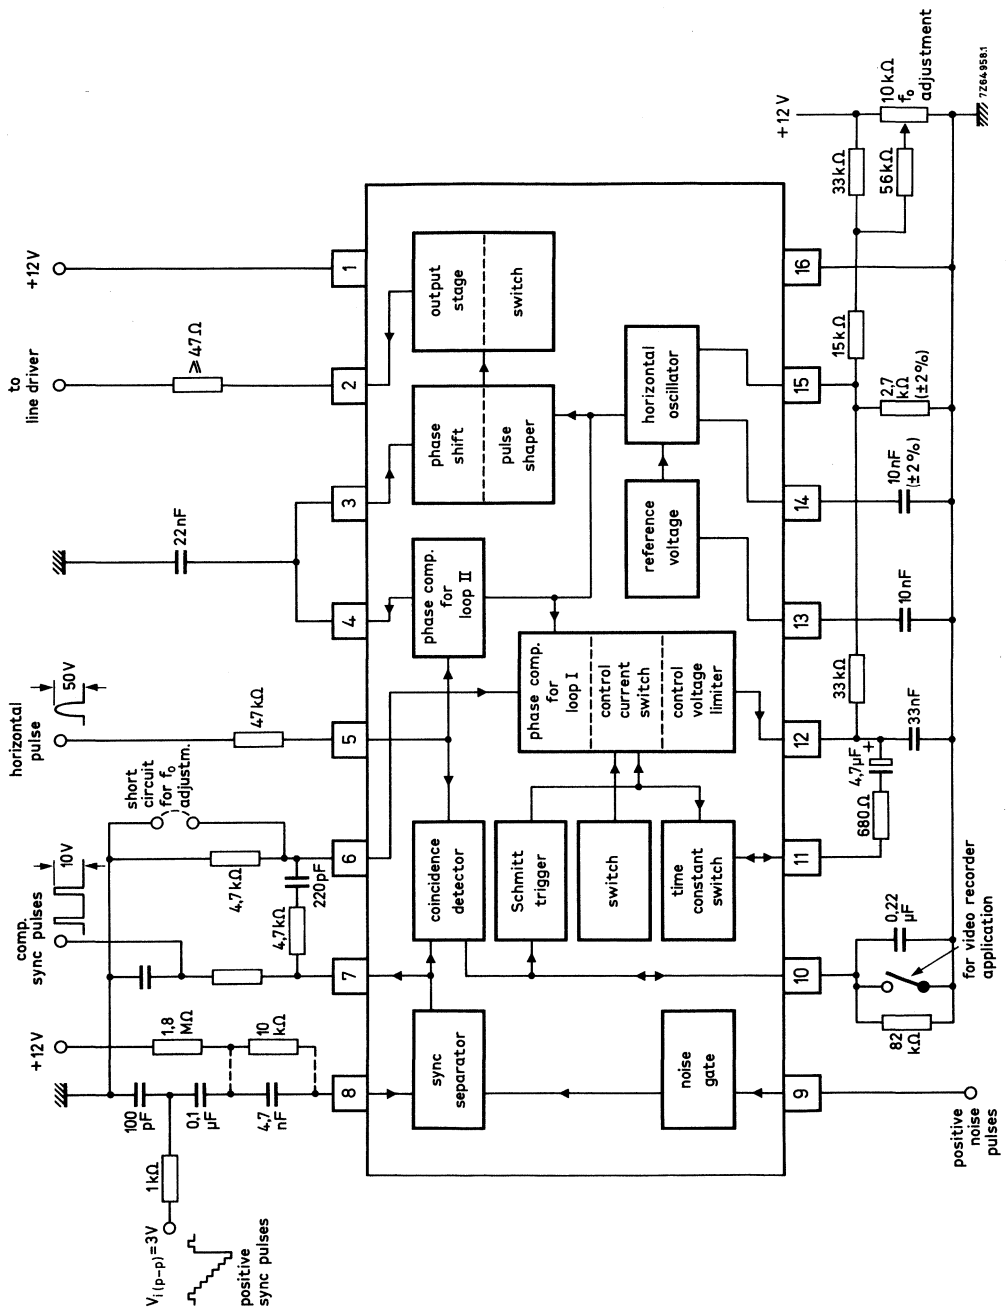 V i (p-p) = 3V
positive
sync pulses
1kΩ
100
pF
0,1
μF
4,7
nF
+12V
1,8
MΩ
10
kΩ
comp.
sync pulses
10V
4,7kΩ
4,7kΩ
220pF
short
circuit
for f₀
adjustm.
horizontal
pulse
50V
47kΩ
22nF
to
line driver
⩾47Ω
+12V
8
7
6
5
4
3
2
1
sync
separator
coincidence
detector
phase comp.
for
loop II
phase
shift
pulse
shaper
output
stage
switch
noise
gate
Schmitt
trigger
switch
time
constant
switch
phase comp.
for
loop I
control
current
switch
control
voltage
limiter
reference
voltage
horizontal
oscillator
9
10
11
12
13
14
15
16
positive
noise
pulses
82
kΩ
0,22
μF
for video recorder
application
680Ω
4,7μF
+
33nF
33kΩ
10nF
10nF
(±2%)
2,7
kΩ
(±2%)
15kΩ
33kΩ
56kΩ
+12V
10kΩ
f₀
adjustment
7Z64958.1